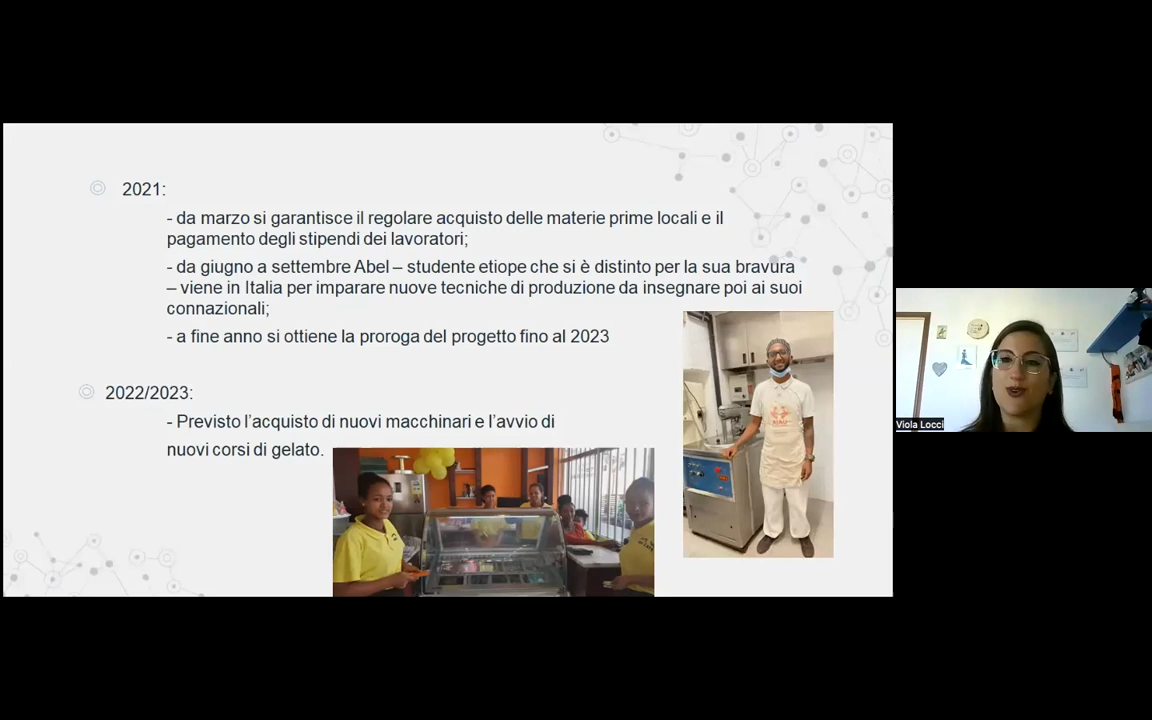 2021:
- da marzo si garantisce il regolare acquisto delle materie prime locali e il
pagamento degli stipendi dei lavoratori;
- da giugno a settembre Abel – studente etiope che si è distinto per la sua bravura
– viene in Italia per imparare nuove tecniche di produzione da insegnare poi ai suoi
connazionali;
- a fine anno si ottiene la proroga del progetto fino al 2023
2022/2023:
- Previsto l'acquisto di nuovi macchinari e l'avvio di
nuovi corsi di gelato.
Viola Locci